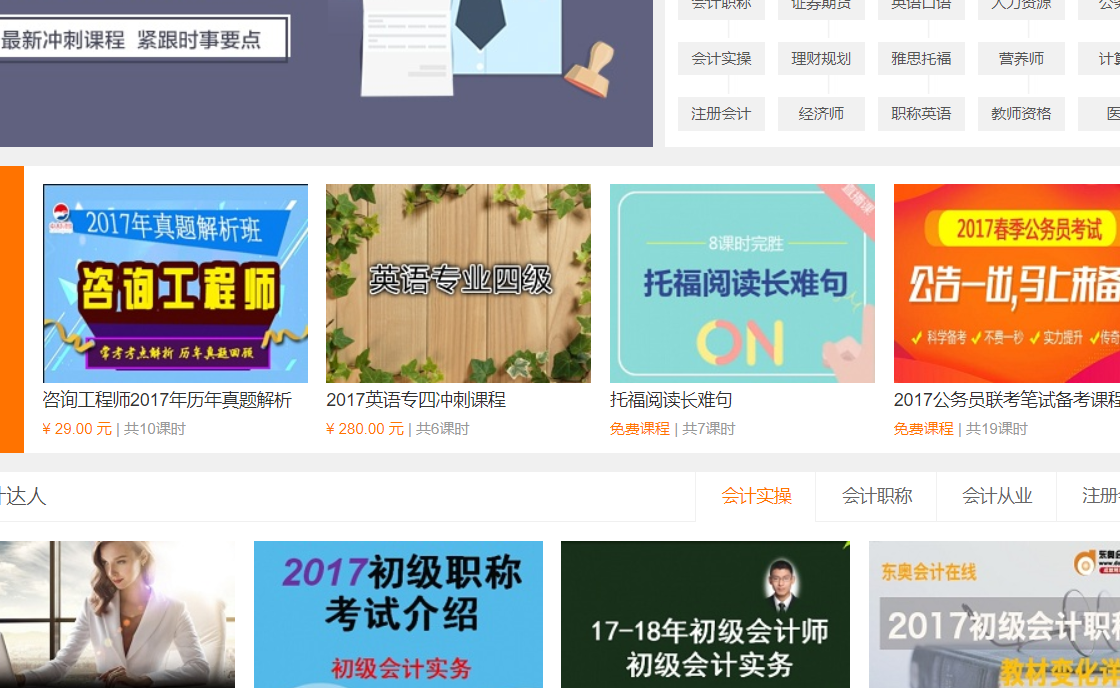 最新冲刺课程 紧跟时事要点
会计职称 证券期货 英语口语 人力资源
会计实操 理财规划 雅思托福 营养师
注册会计 经济师 职称英语 教师资格
2017年真题解析班
咨询工程师
常考考点解析 历年真题回顾
咨询工程师2017年历年真题解析
¥ 29.00 元 | 共10课时
英语专业四级
2017英语专四冲刺课程
¥ 280.00 元 | 共6课时
直播课
8课时完胜
托福阅读长难句
ON
托福阅读长难句
免费课程 | 共7课时
2017春季公务员考试
公告一出,马上来备
✓ 科学备考 ✓ 不费一秒 ✓ 实力提升 ✓ 传奇
2017公务员联考笔试备考课程
免费课程 | 共19课时
计达人
会计实操 会计职称 会计从业 注册
2017初级职称
考试介绍
初级会计实务
17-18年初级会计师
初级会计实务
东奥会计在线
2017初级会计职称
教材变化详